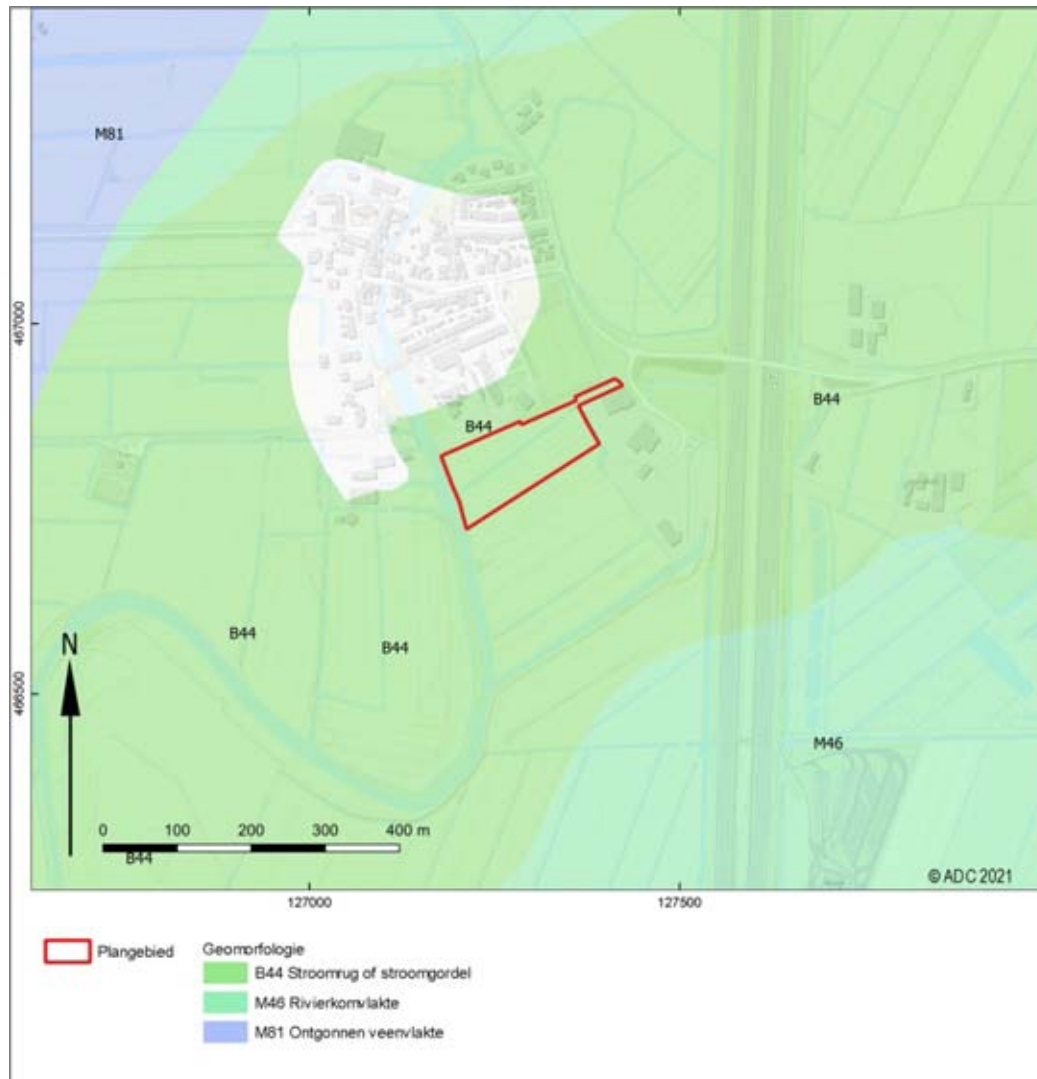 M81
467000
B44
B44
B44
B44
466500
N
M46
0 100 200 300 400 m
B44
© ADC 2021
127000 127500
Plangebied
Geomorfologie
B44 Stroomrug of stroomgordel
M46 Rivierkomvlakte
M81 Ontgonnen veenvlakte